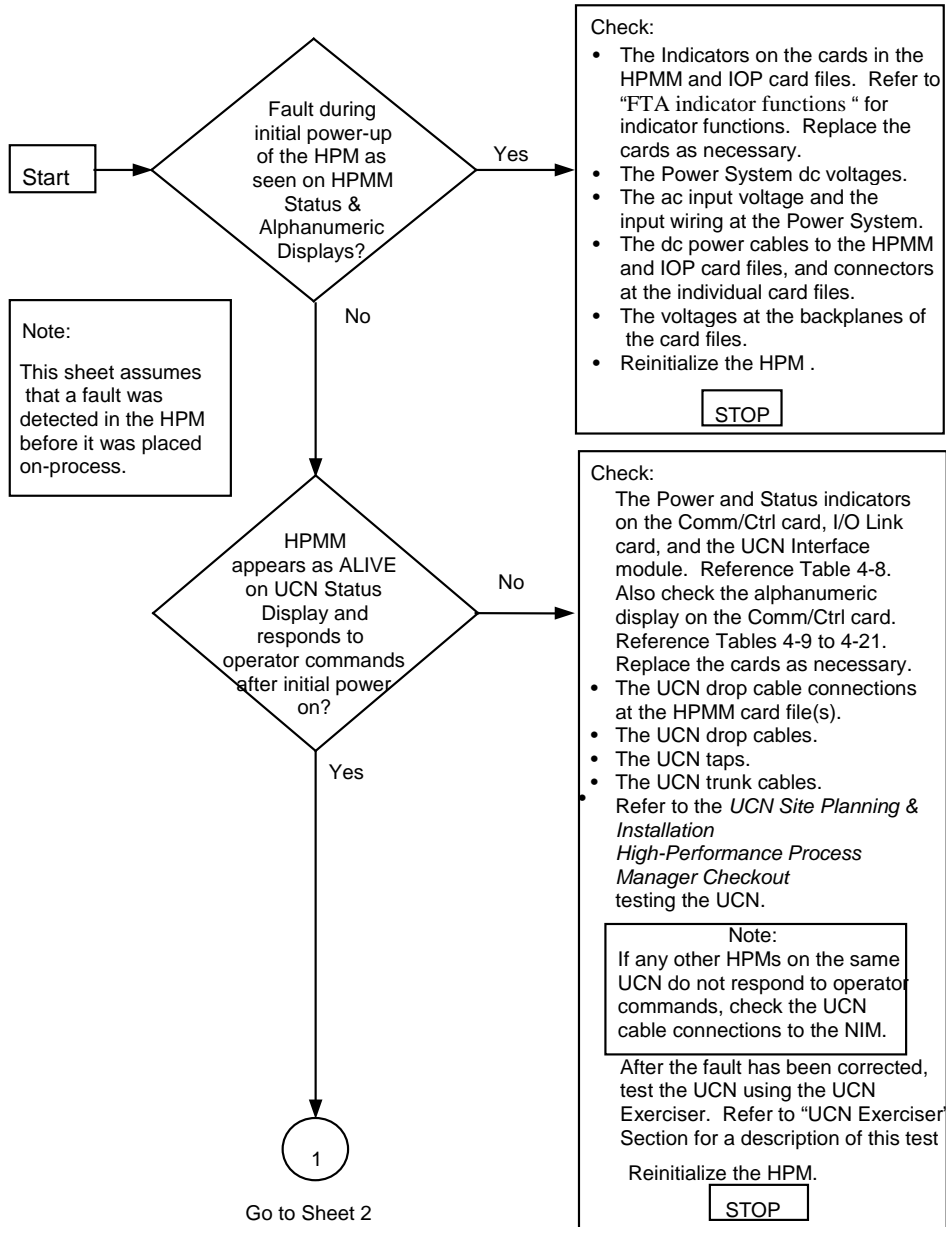 Start
Fault during
initial power-up
of the HPM as
seen on HPMM
Status &
Alphanumeric
Displays?
Yes
No
Check:
• The Indicators on the cards in the
HPMM and IOP card files. Refer to
“FTA indicator functions “ for
indicator functions. Replace the
cards as necessary.
• The Power System dc voltages.
• The ac input voltage and the
input wiring at the Power System.
• The dc power cables to the HPMM
and IOP card files, and connectors
at the individual card files.
• The voltages at the backplanes of
the card files.
• Reinitialize the HPM .
STOP
Note:
This sheet assumes
that a fault was
detected in the HPM
before it was placed
on-process.
HPMM
appears as ALIVE
on UCN Status
Display and
responds to
operator commands
after initial power
on?
No
Yes
Check:
The Power and Status indicators
on the Comm/Ctrl card, I/O Link
card, and the UCN Interface
module. Reference Table 4-8.
Also check the alphanumeric
display on the Comm/Ctrl card.
Reference Tables 4-9 to 4-21.
Replace the cards as necessary.
• The UCN drop cable connections
at the HPMM card file(s).
• The UCN drop cables.
• The UCN taps.
• The UCN trunk cables.
• Refer to the UCN Site Planning &
Installation
High-Performance Process
Manager Checkout
testing the UCN.
Note:
If any other HPMs on the same
UCN do not respond to operator
commands, check the UCN
cable connections to the NIM.
After the fault has been corrected,
test the UCN using the UCN
Exerciser. Refer to “UCN Exerciser”
Section for a description of this test
Reinitialize the HPM.
STOP
1
Go to Sheet 2